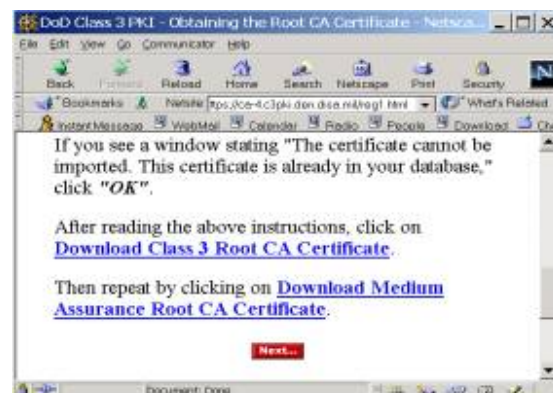 DoD Class 3 PKI - Obtaining the Root CA Certificate - Netsca...
File Edit View Go Communicator Help
Back Forward Reload Home Search Netscape Print Security
Bookmarks Netsite What's Related
Instant Message WebMail Calendar Radio People Download
If you see a window stating "The certificate cannot be
imported. This certificate is already in your database,"
click "OK".
After reading the above instructions, click on
Download Class 3 Root CA Certificate.
Then repeat by clicking on Download Medium
Assurance Root CA Certificate.
Next...
Document: Done